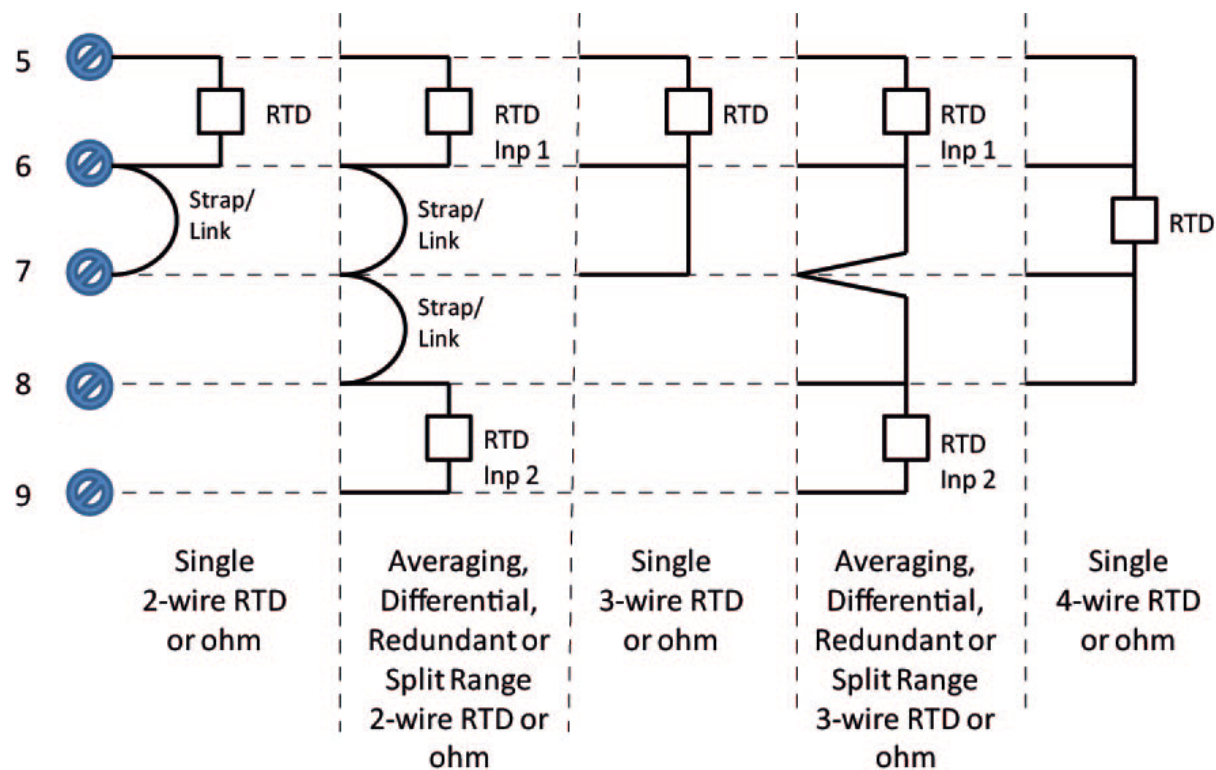 5
RTD
RTD
Inp 1
RTD
RTD
Inp 1
6
Strap/
Link
Strap/
Link
RTD
7
Strap/
Link
8
RTD
Inp 2
RTD
Inp 2
9
Single
2-wire RTD
or ohm
Averaging,
Differential,
Redundant or
Split Range
2-wire RTD or
ohm
Single
3-wire RTD
or ohm
Averaging,
Differential,
Redundant or
Split Range
3-wire RTD or
ohm
Single
4-wire RTD
or ohm